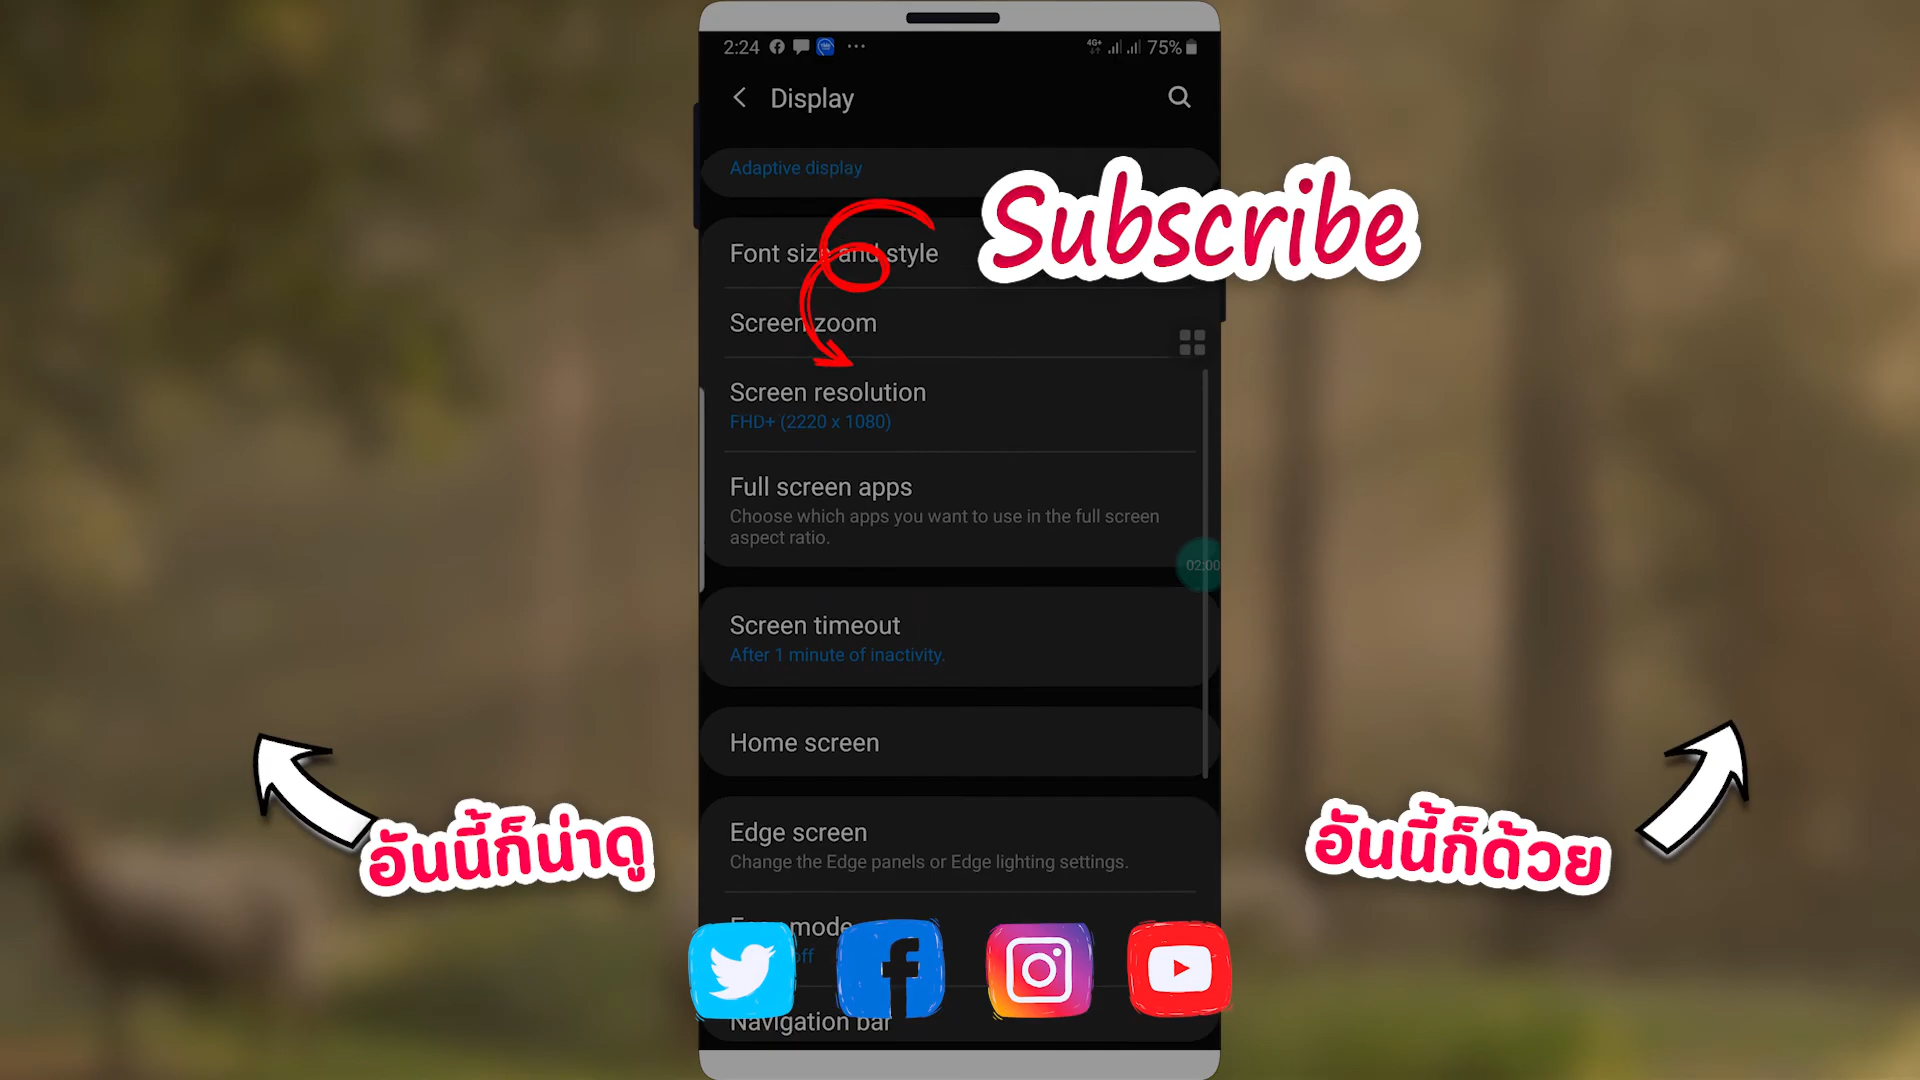 2:24
4G+ 75%
Display
Adaptive display
Subscribe
Font size and style
Screen zoom
Screen resolution
FHD+ (2220 x 1080)
Full screen apps
Choose which apps you want to use in the full screen
aspect ratio.
02:00
Screen timeout
After 1 minute of inactivity.
Home screen
อันนี้ก็น่าดู
อันนี้ก็ด้วย
Edge screen
Change the Edge panels or Edge lighting settings.
mode
off
Navigation bar